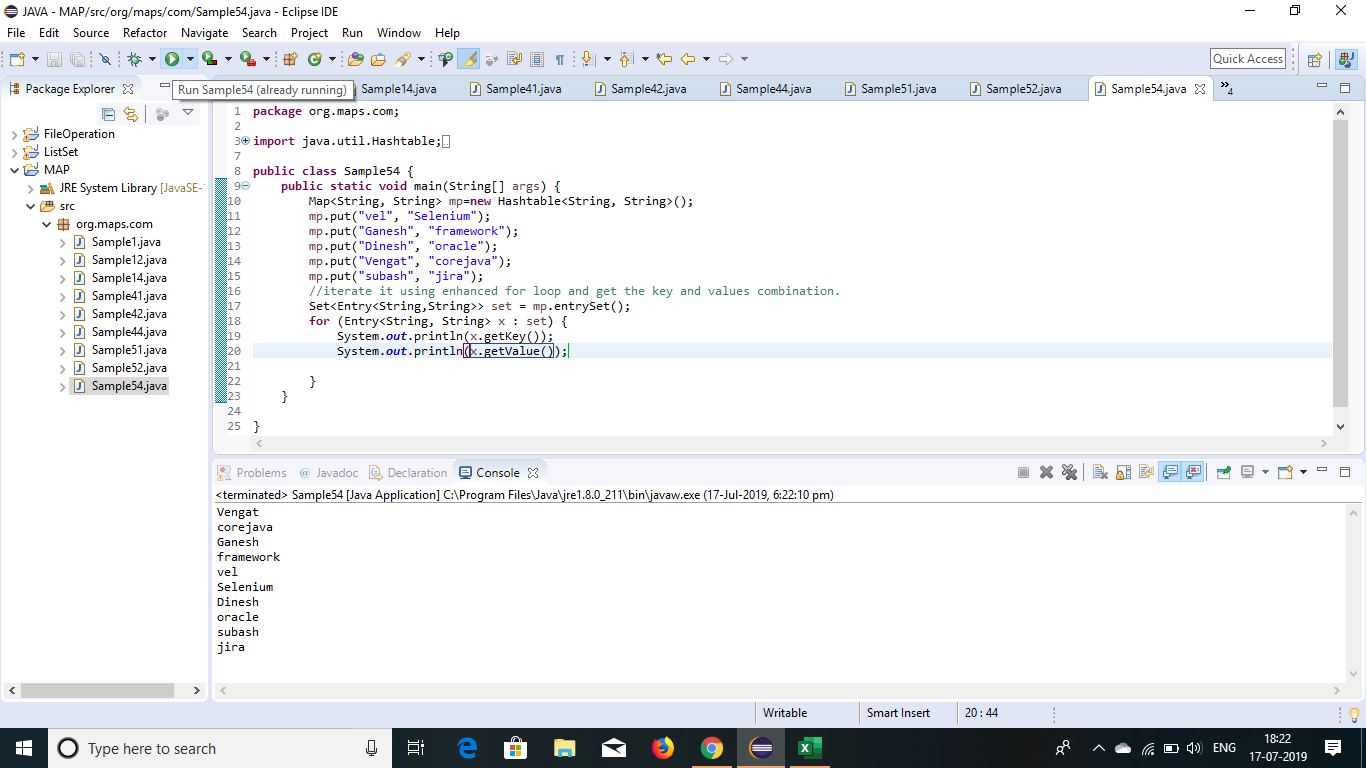 JAVA - MAP/src/org/maps/com/Sample54.java - Eclipse IDE
File Edit Source Refactor Navigate Search Project Run Window Help
Quick Access
Package Explorer
Run Sample54 (already running)
Sample14.java Sample41.java Sample42.java Sample44.java Sample51.java Sample52.java Sample54.java »4
FileOperation
ListSet
MAP
JRE System Library [JavaSE-
src
org.maps.com
Sample1.java
Sample12.java
Sample14.java
Sample41.java
Sample42.java
Sample44.java
Sample51.java
Sample52.java
Sample54.java
1 package org.maps.com;
2
3 import java.util.Hashtable;
7
8 public class Sample54 {
9 public static void main(String[] args) {
10 Map<String, String> mp=new Hashtable<String, String>();
11 mp.put("vel", "Selenium");
12 mp.put("Ganesh", "framework");
13 mp.put("Dinesh", "oracle");
14 mp.put("Vengat", "corejava");
15 mp.put("subash", "jira");
16 //iterate it using enhanced for loop and get the key and values combination.
17 Set<Entry<String,String>> set = mp.entrySet();
18 for (Entry<String, String> x : set) {
19 System.out.println(x.getKey());
20 System.out.println(x.getValue());
21
22 }
23 }
24
25 }
Problems Javadoc Declaration Console
<terminated> Sample54 [Java Application] C:\Program Files\Java\jre1.8.0_211\bin\javaw.exe (17-Jul-2019, 6:22:10 pm)
Vengat
corejava
Ganesh
framework
vel
Selenium
Dinesh
oracle
subash
jira
Writable Smart Insert 20 : 44
Type here to search
ENG
18:22
17-07-2019